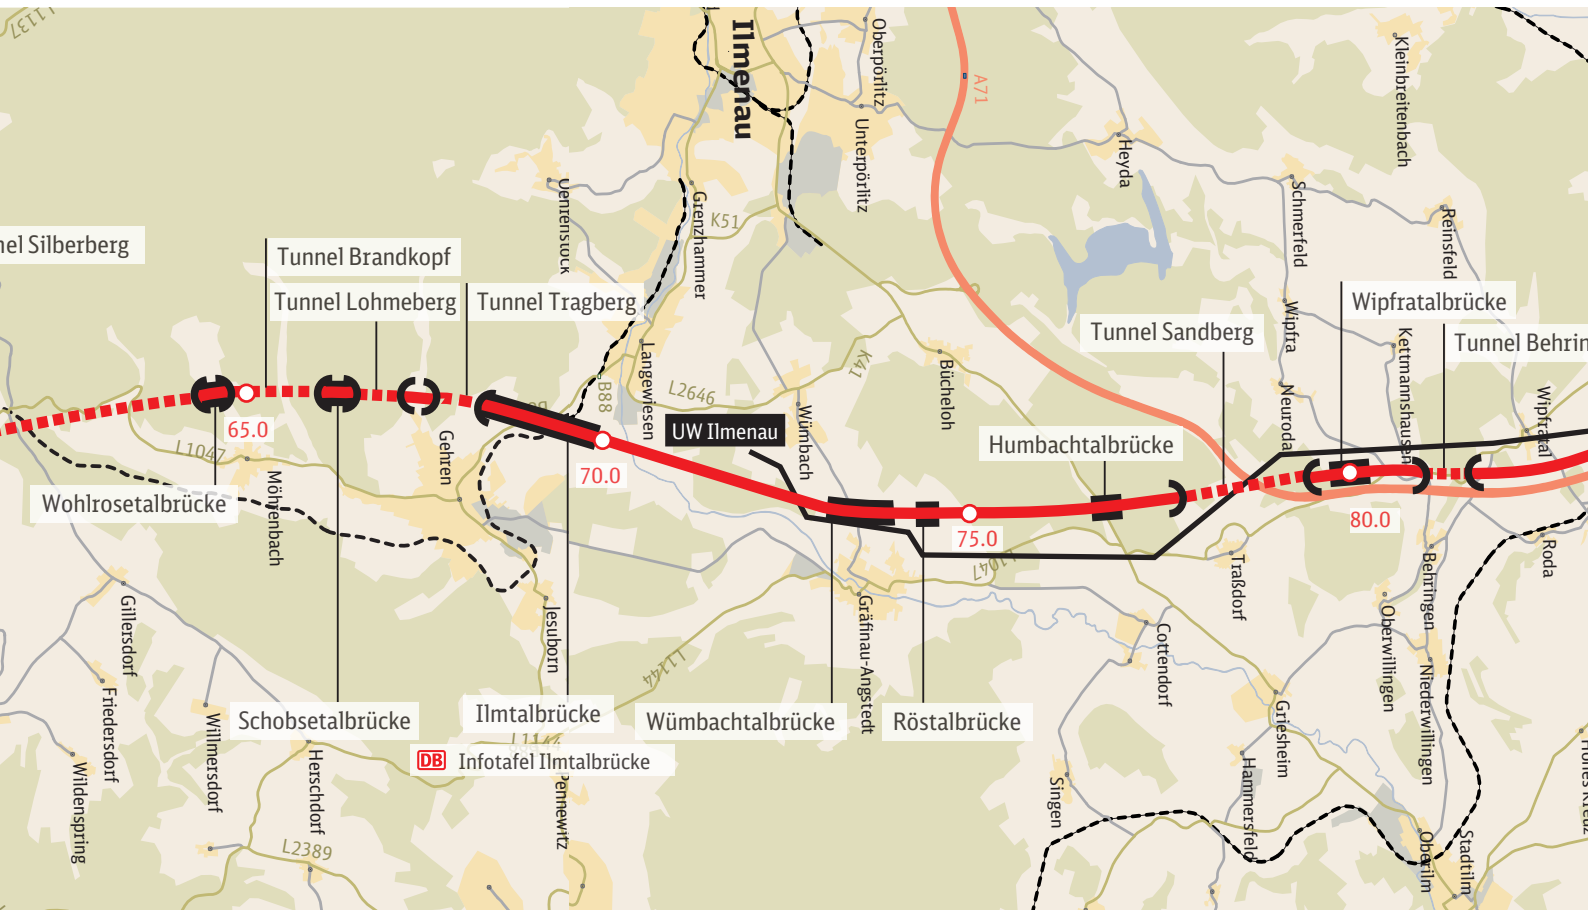 L1137
Ilmenau
Oberpörlitz
Unterpörlitz
A71
Heyda
Kleinbreitenbach
Schmerfeld
Reinsfeld
Grenzhammer
K51
nel Silberberg
Tunnel Brandkopf
Tunnel Lohmeberg
Tunnel Tragberg
Wipfratalbrücke
Tunnel Sandberg
Tunnel Behrin
Wipfra
Kettmannshausen
Langewiesen
B88
L2646
K41
Bücheloh
Neuroda
Wipfratal
65.0
L1047
Gehren
70.0
UW Ilmenau
Wümbach
Humbachtalbrücke
75.0
80.0
Wohlrosetalbrücke
Möhrenbach
L1047
Traßdorf
Behringen
Roda
Gillersdorf
Jesuborn
Gräfinau-Angstedt
Cottendorf
Oberwillingen
Niederwillingen
L1144
Friedersdorf
Willmersdorf
Schobsetalbrücke
Ilmtalbrücke
Wümbachtalbrücke
Röstalbrücke
Griesheim
L1144
DB Infotafel Ilmtalbrücke
Wildenspring
Herschdorf
Pennewitz
Singen
Hammersfeld
L2389
Oberilm
Stadtilm